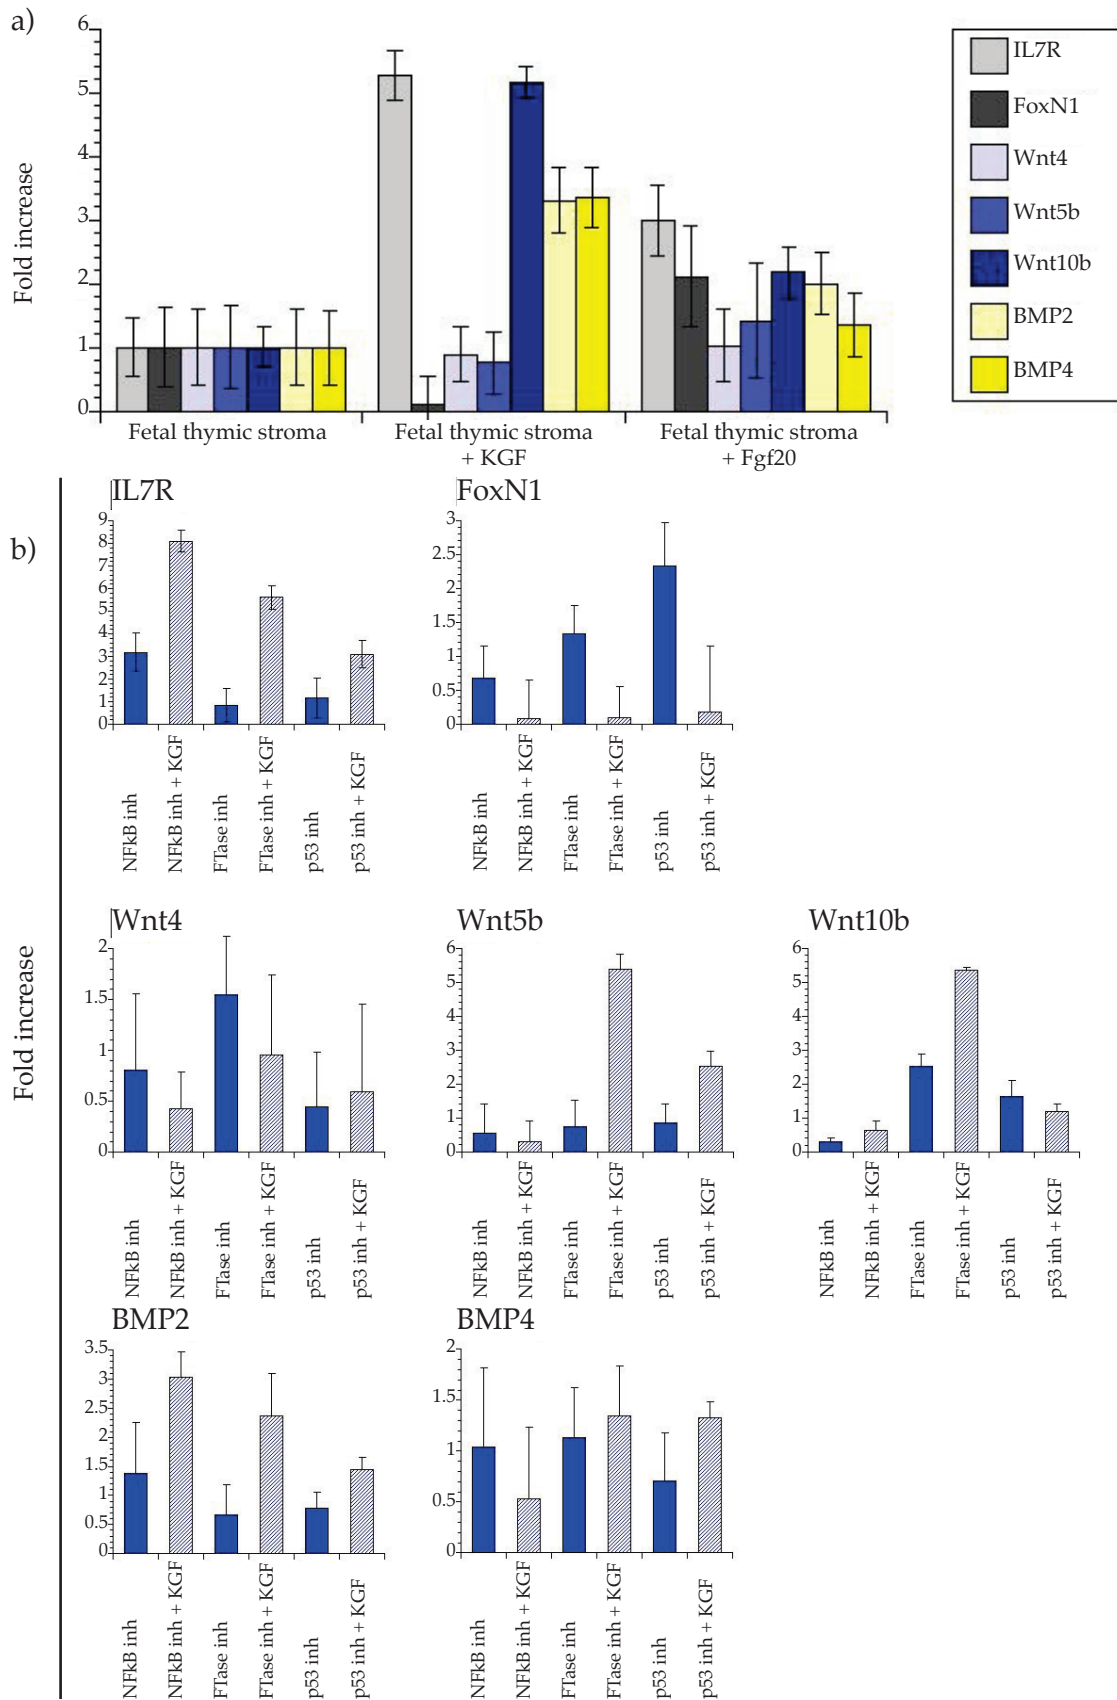 a)
Fold increase
6
5
4
3
2
1
0
Fetal thymic stroma
Fetal thymic stroma
+ KGF
Fetal thymic stroma
+ Fgf20
IL7R
FoxN1
Wnt4
Wnt5b
Wnt10b
BMP2
BMP4
b)
Fold increase
IL7R
9
8
6
5
3
2
1
0
NFkB inh
NFkB inh + KGF
FTase inh
FTase inh + KGF
p53 inh
p53 inh + KGF
FoxN1
3
2.5
2
1.5
1
0.5
0
NFkB inh
NFkB inh + KGF
FTase inh
FTase inh + KGF
p53 inh
p53 inh + KGF
Wnt4
2
1.5
1
0.5
0
NFkB inh
NFkB inh + KGF
FTase inh
FTase inh + KGF
p53 inh
p53 inh + KGF
Wnt5b
6
5
4
3
2
1
0
NFkB inh
NFkB inh + KGF
FTase inh
FTase inh + KGF
p53 inh
p53 inh + KGF
Wnt10b
6
5
4
3
2
1
0
NFkB inh
NFkB inh + KGF
FTase inh
FTase inh + KGF
p53 inh
p53 inh + KGF
BMP2
3.5
3
2.5
2
1.5
1
0.5
0
NFkB inh
NFkB inh + KGF
FTase inh
FTase inh + KGF
p53 inh
p53 inh + KGF
BMP4
2
1.5
1
0.5
0
NFkB inh
NFkB inh + KGF
FTase inh
FTase inh + KGF
p53 inh
p53 inh + KGF